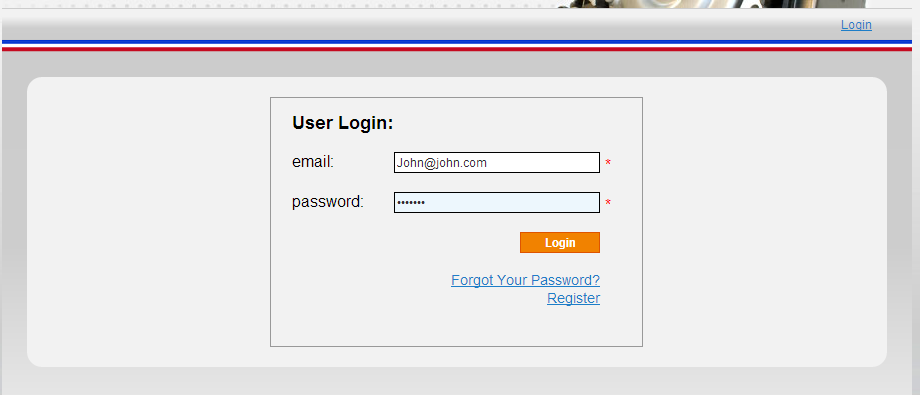 Login
User Login:
email: John@john.com *
password: ••••••• *
Login
Forgot Your Password?
Register